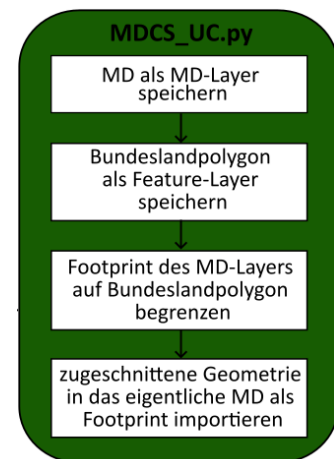 MDCS_UC.py
MD als MD-Layer
speichern
Bundeslandpolygon
als Feature-Layer
speichern
Footprint des MD-Layers
auf Bundeslandpolygon
begrenzen
zugeschnittene Geometrie
in das eigentliche MD als
Footprint importieren